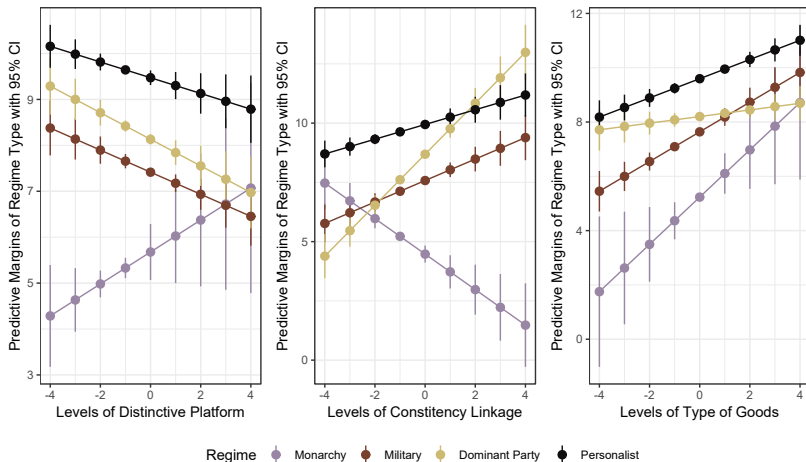 Predictive Margins of Regime Type with 95% CI
9
7
5
3
-4 -2 0 2 4
Levels of Distinctive Platform
Predictive Margins of Regime Type with 95% CI
10
5
0
-4 -2 0 2 4
Levels of Constitency Linkage
Predictive Margins of Regime Type with 95% CI
12
8
4
0
-4 -2 0 2 4
Levels of Type of Goods
Regime Monarchy Military Dominant Party Personalist